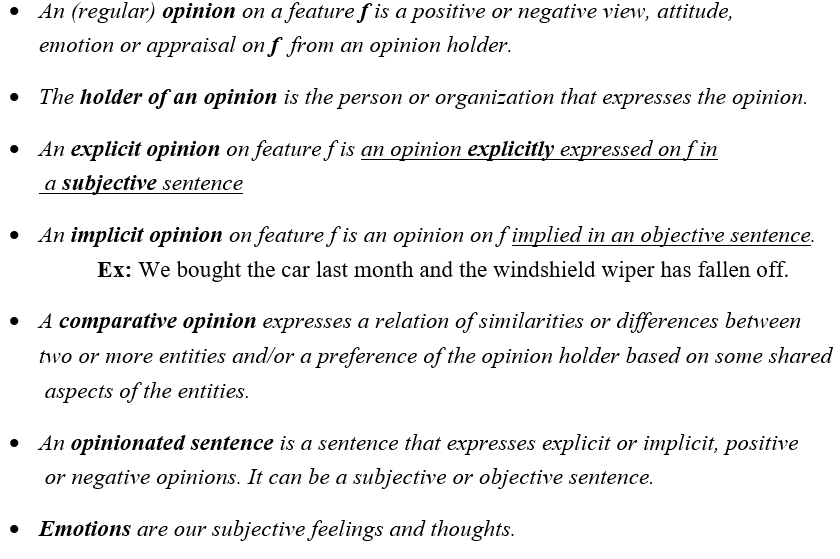 • An (regular) opinion on a feature f is a positive or negative view, attitude,
emotion or appraisal on f from an opinion holder.
• The holder of an opinion is the person or organization that expresses the opinion.
• An explicit opinion on feature f is an opinion explicitly expressed on f in
a subjective sentence
• An implicit opinion on feature f is an opinion on f implied in an objective sentence.
Ex: We bought the car last month and the windshield wiper has fallen off.
• A comparative opinion expresses a relation of similarities or differences between
two or more entities and/or a preference of the opinion holder based on some shared
aspects of the entities.
• An opinionated sentence is a sentence that expresses explicit or implicit, positive
or negative opinions. It can be a subjective or objective sentence.
• Emotions are our subjective feelings and thoughts.